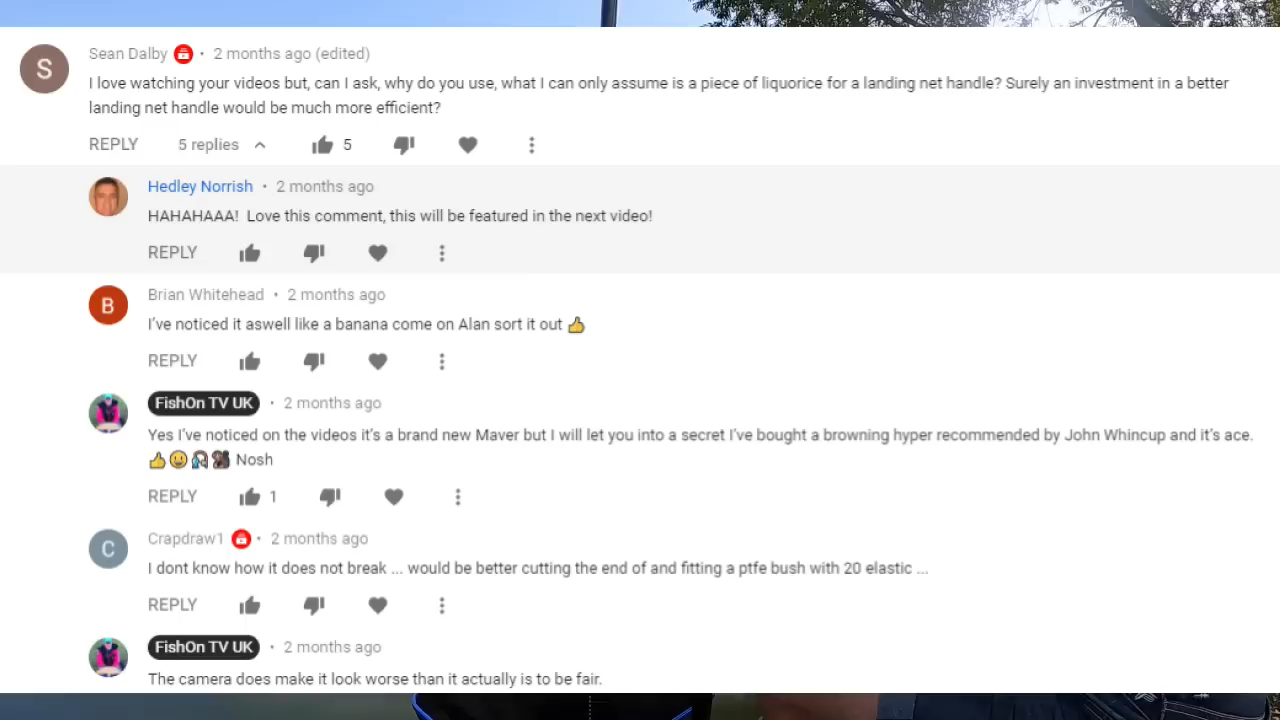 S
Sean Dalby • 2 months ago (edited)
I love watching your videos but, can I ask, why do you use, what I can only assume is a piece of liquorice for a landing net handle? Surely an investment in a better
landing net handle would be much more efficient?
REPLY 5 replies 5
Hedley Norrish • 2 months ago
HAHAHAAA! Love this comment, this will be featured in the next video!
REPLY
B
Brian Whitehead • 2 months ago
I've noticed it aswell like a banana come on Alan sort it out 👍
REPLY
FishOn TV UK • 2 months ago
Yes I've noticed on the videos it's a brand new Maver but I will let you into a secret I've bought a browning hyper recommended by John Whincup and it's ace.
Nosh
REPLY 1
C
Crapdraw1 • 2 months ago
I dont know how it does not break ... would be better cutting the end of and fitting a ptfe bush with 20 elastic ...
REPLY
FishOn TV UK • 2 months ago
The camera does make it look worse than it actually is to be fair.